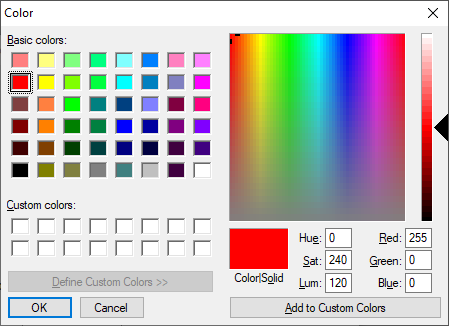 Color
Basic colors:
Custom colors:
Define Custom Colors >>
OK
Cancel
Color|Solid
Hue: 0
Sat: 240
Lum: 120
Red: 255
Green: 0
Blue: 0
Add to Custom Colors